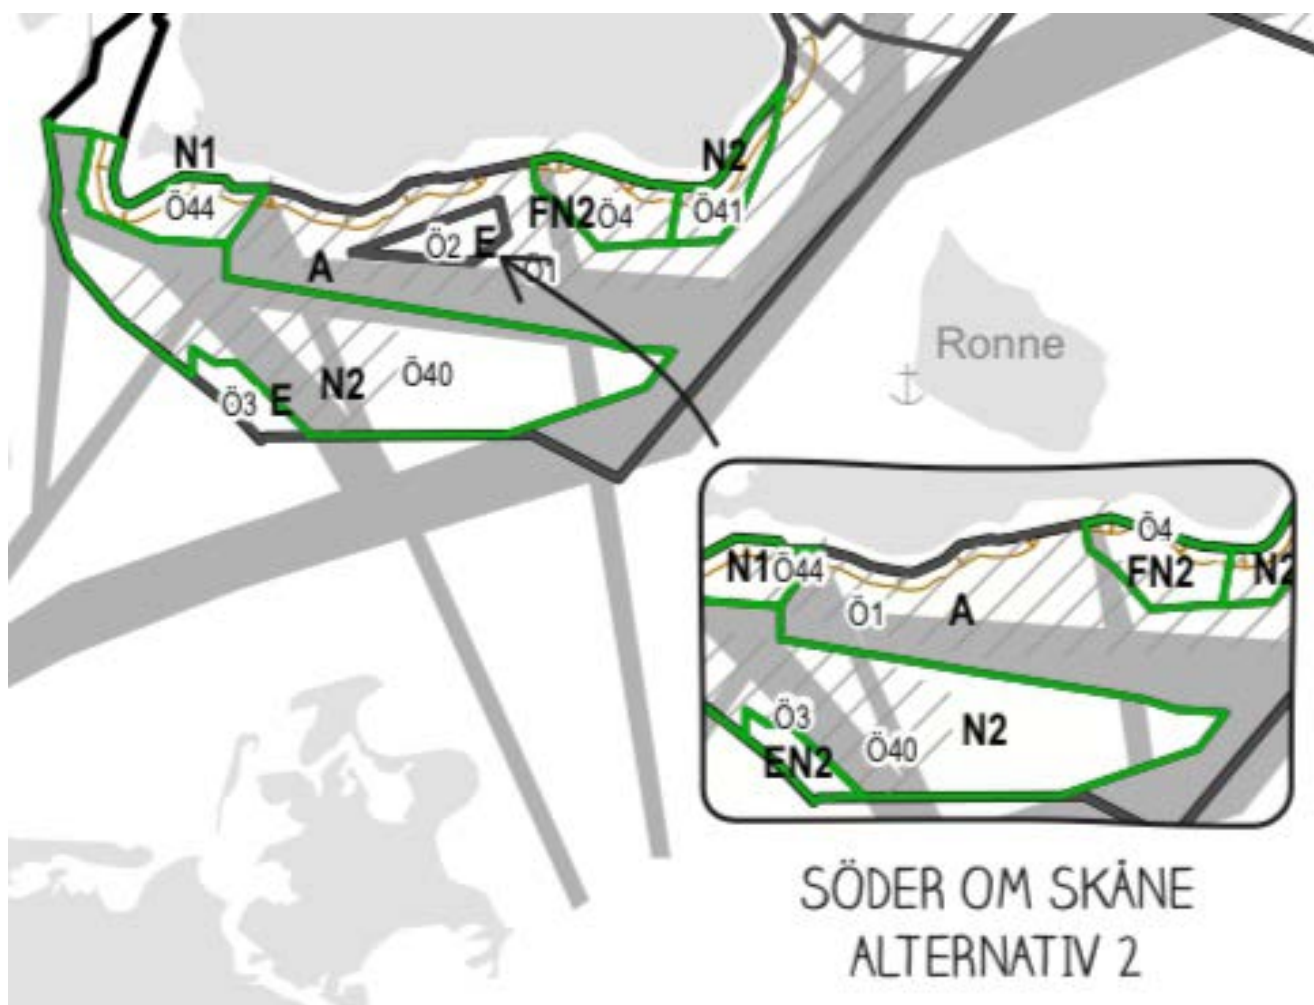 N1
N2
Ö44
FN2
Ö4
Ö41
Ö2
E
A
Ö1
Ronne
N2
Ö40
Ö3
E
Ö4
N1
Ö44
FN2
N2
Ö1
A
Ö3
N2
Ö40
EN2
SÖDER OM SKÅNE
ALTERNATIV 2